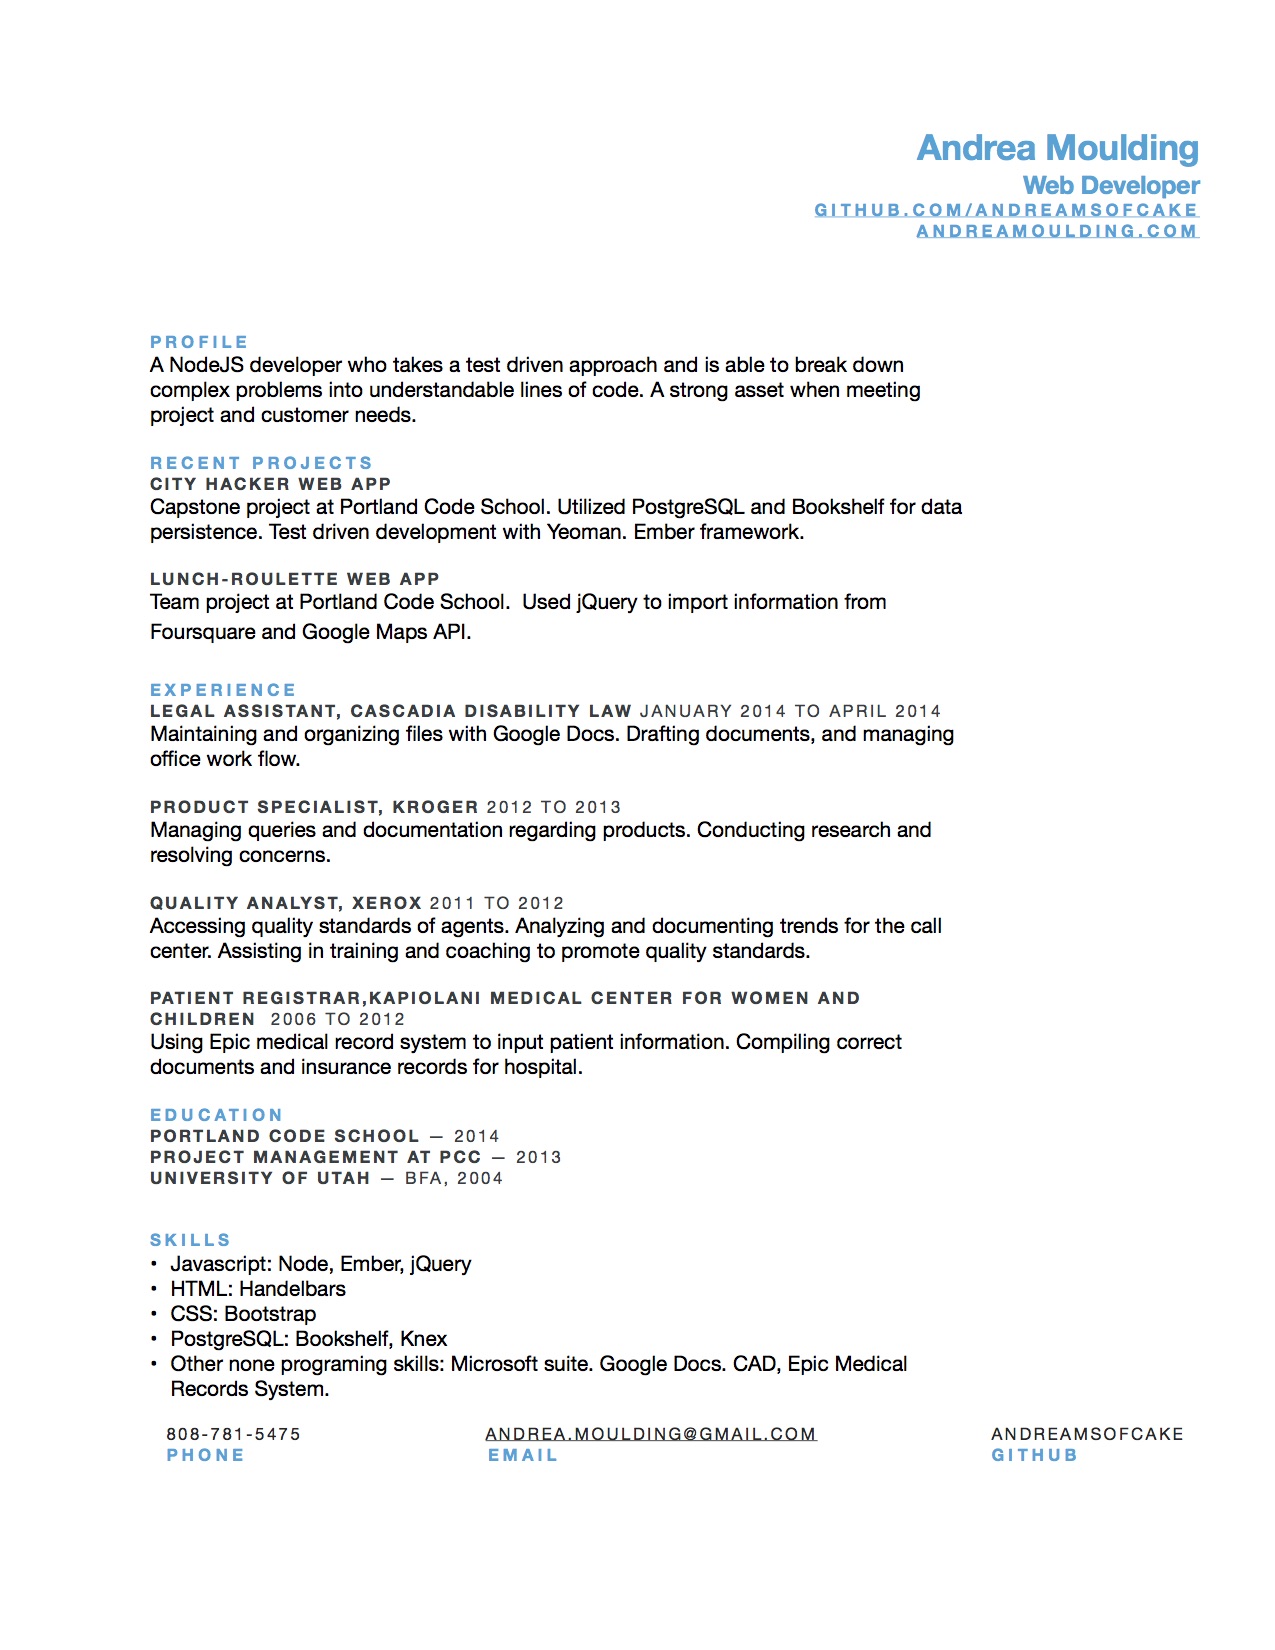 Andrea Moulding
Web Developer
GITHUB.COM/ANDREAMSOFCAKE
ANDREAMOULDING.COM
PROFILE
A NodeJS developer who takes a test driven approach and is able to break down
complex problems into understandable lines of code. A strong asset when meeting
project and customer needs.
RECENT PROJECTS
CITY HACKER WEB APP
Capstone project at Portland Code School. Utilized PostgreSQL and Bookshelf for data
persistence. Test driven development with Yeoman. Ember framework.
LUNCH-ROULETTE WEB APP
Team project at Portland Code School.  Used jQuery to import information from
Foursquare and Google Maps API.
EXPERIENCE
LEGAL ASSISTANT, CASCADIA DISABILITY LAW JANUARY 2014 TO APRIL 2014
Maintaining and organizing files with Google Docs. Drafting documents, and managing
office work flow.
PRODUCT SPECIALIST, KROGER 2012 TO 2013
Managing queries and documentation regarding products. Conducting research and
resolving concerns.
QUALITY ANALYST, XEROX 2011 TO 2012
Accessing quality standards of agents. Analyzing and documenting trends for the call
center. Assisting in training and coaching to promote quality standards.
PATIENT REGISTRAR,KAPIOLANI MEDICAL CENTER FOR WOMEN AND
CHILDREN  2006 TO 2012
Using Epic medical record system to input patient information. Compiling correct
documents and insurance records for hospital.
EDUCATION
PORTLAND CODE SCHOOL — 2014
PROJECT MANAGEMENT AT PCC — 2013
UNIVERSITY OF UTAH — BFA, 2004
SKILLS
• Javascript: Node, Ember, jQuery
• HTML: Handelbars
• CSS: Bootstrap
• PostgreSQL: Bookshelf, Knex
• Other none programing skills: Microsoft suite. Google Docs. CAD, Epic Medical
Records System.
808-781-5475 ANDREA.MOULDING@GMAIL.COM ANDREAMSOFCAKE
PHONE EMAIL GITHUB